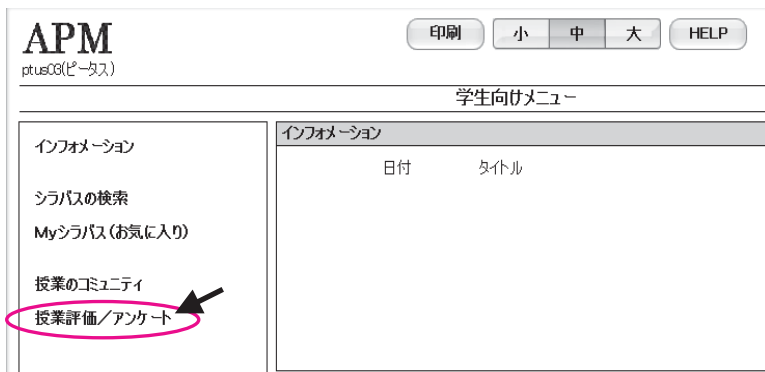 APM
印刷 小 中 大 HELP
ptus03(ピータス)
学生向けメニュー
インフォメーション
インフォメーション
日付 タイトル
シラバスの検索
Myシラバス(お気に入り)
授業のコミュニティ
授業評価/アンケート